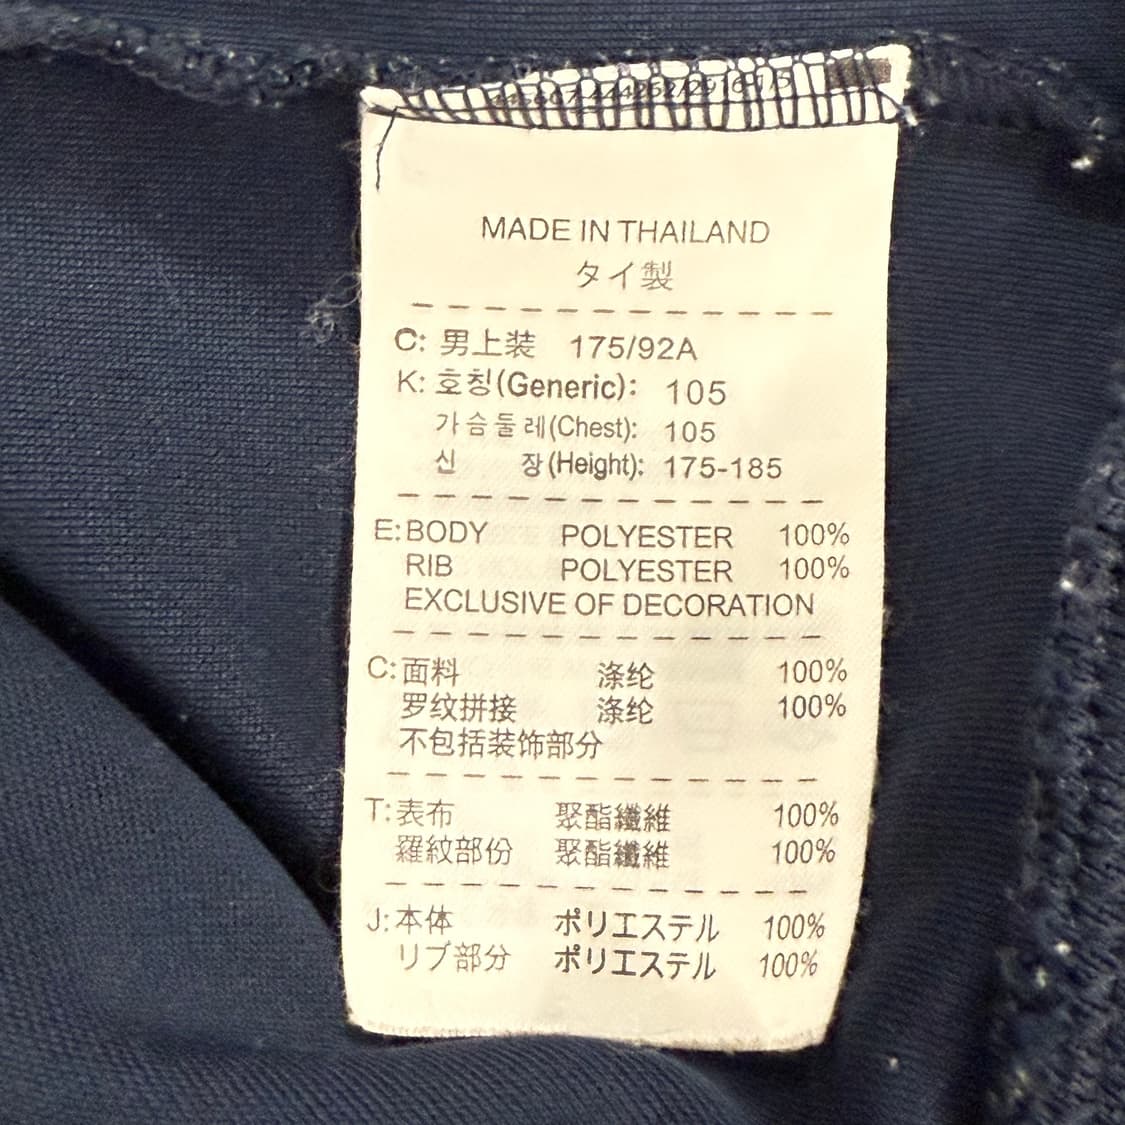 MADE IN THAILAND
タイ製
C: 男上装 175/92A
K: 호칭(Generic): 105
가슴둘레(Chest): 105
신 장(Height): 175-185
E: BODY POLYESTER 100%
RIB POLYESTER 100%
EXCLUSIVE OF DECORATION
C: 面料 涤纶 100%
罗纹拼接 涤纶 100%
不包括装饰部分
T: 表布 聚酯纖維 100%
羅紋部份 聚酯纖維 100%
J: 本体 ポリエステル 100%
リブ部分 ポリエステル 100%